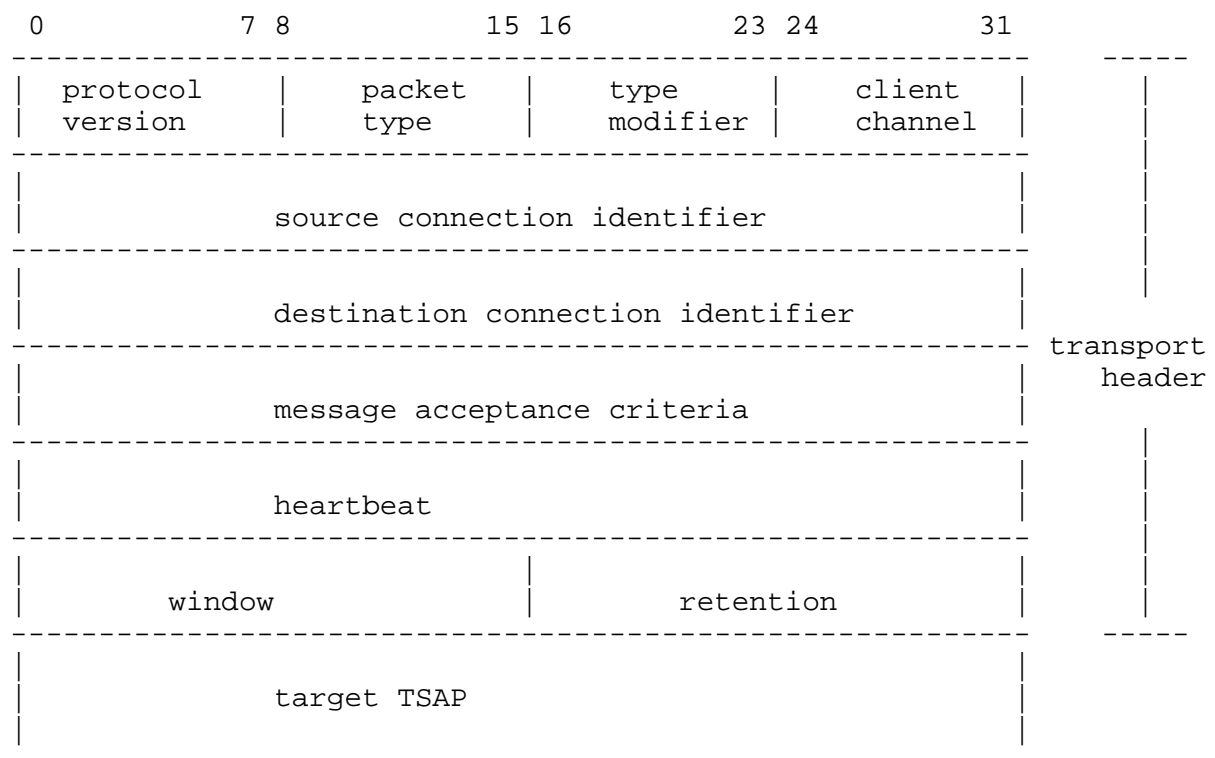 0 7 8 15 16 23 24 31
protocol packet type client
version type modifier channel
source connection identifier
destination connection identifier
transport
header
message acceptance criteria
heartbeat
window retention
target TSAP